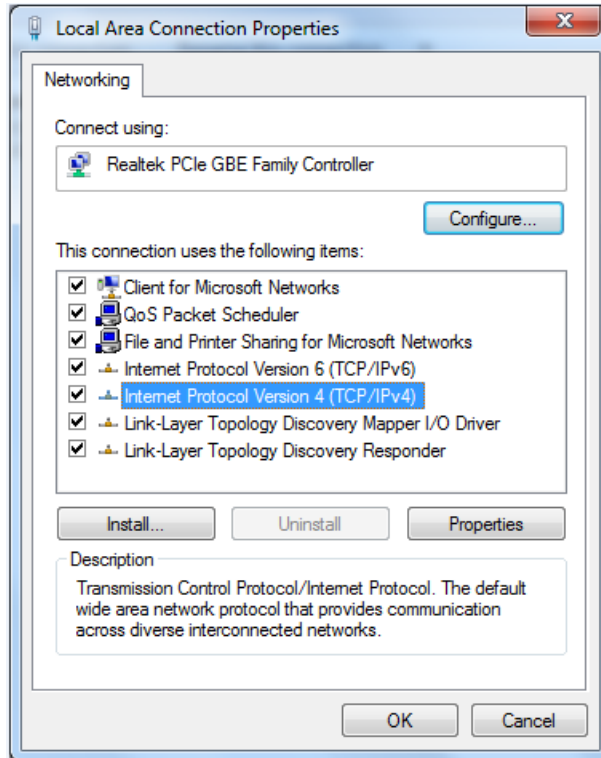 Local Area Connection Properties
Networking
Connect using:
Realtek PCIe GBE Family Controller
Configure...
This connection uses the following items:
Client for Microsoft Networks
QoS Packet Scheduler
File and Printer Sharing for Microsoft Networks
Internet Protocol Version 6 (TCP/IPv6)
Internet Protocol Version 4 (TCP/IPv4)
Link-Layer Topology Discovery Mapper I/O Driver
Link-Layer Topology Discovery Responder
Install... Uninstall Properties
Description
Transmission Control Protocol/Internet Protocol. The default
wide area network protocol that provides communication
across diverse interconnected networks.
OK Cancel